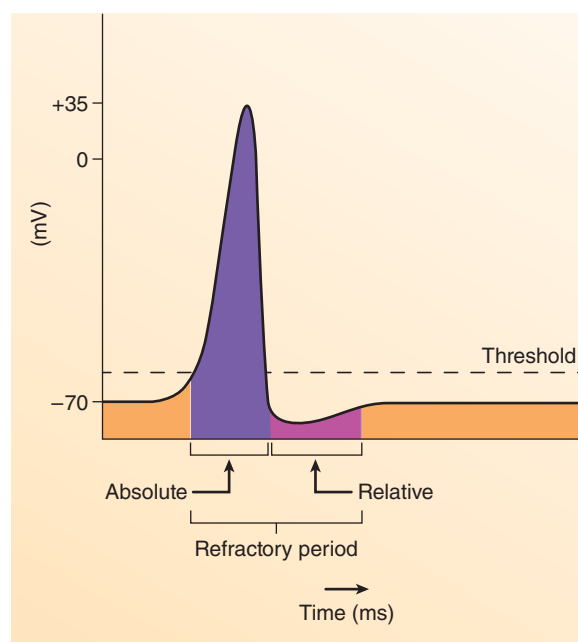 +35
0
(mV)
Threshold
–70
Absolute
Relative
Refractory period
Time (ms)